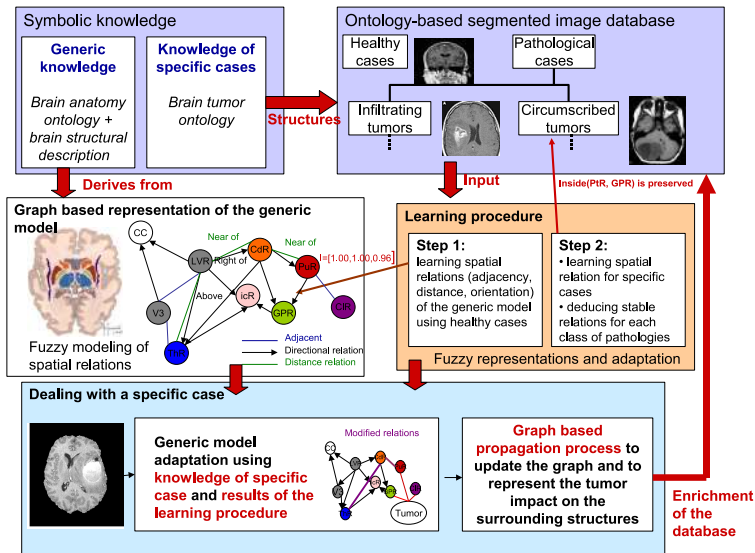 Symbolic knowledge
Generic
knowledge
Brain anatomy
ontology +
brain structural
description
Knowledge of
specific cases
Brain tumor
ontology
Structures
Ontology-based segmented image database
Healthy
cases
Pathological
cases
Infiltrating
tumors
Circumscribed
tumors
Derives from
Input
Inside(PtR, GPR) is preserved
Graph based representation of the generic
model
CC
LVR
CdR
PuR
Near of
Near of
Right of
I=[1.00,1.00,0.96]
V3
Above
icR
GPR
ClR
Adjacent
Directional relation
Distance relation
Fuzzy modeling of
spatial relations
Learning procedure
Step 1:
learning spatial
relations (adjacency,
distance, orientation)
of the generic model
using healthy cases
Step 2:
• learning spatial
relation for specific
cases
• deducing stable
relations for each
class of pathologies
Fuzzy representations and adaptation
Dealing with a specific case
Generic model
adaptation using
knowledge of specific
case and results of the
learning procedure
Modified relations
CC
V3
Tumor
Graph based
propagation process to
update the graph and to
represent the tumor
impact on the
surrounding structures
Enrichment
of the
database